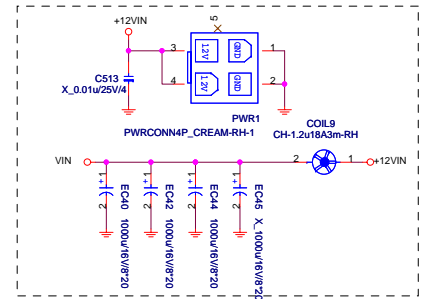 +12VIN
5
3
12V
GND
1
4
12V
GND
2
C513
X_0.01u/25V/4
PWR1
PWRCONN4P_CREAM-RH-1
COIL9
CH-1.2u18A3m-RH
VIN
2
1
+12VIN
+
1
2
EC40
1000u/16V/8*20
+
1
2
EC42
1000u/16V/8*20
+
1
2
EC44
1000u/16V/8*20
+
1
2
EC45
X_1000u/16V/8*20